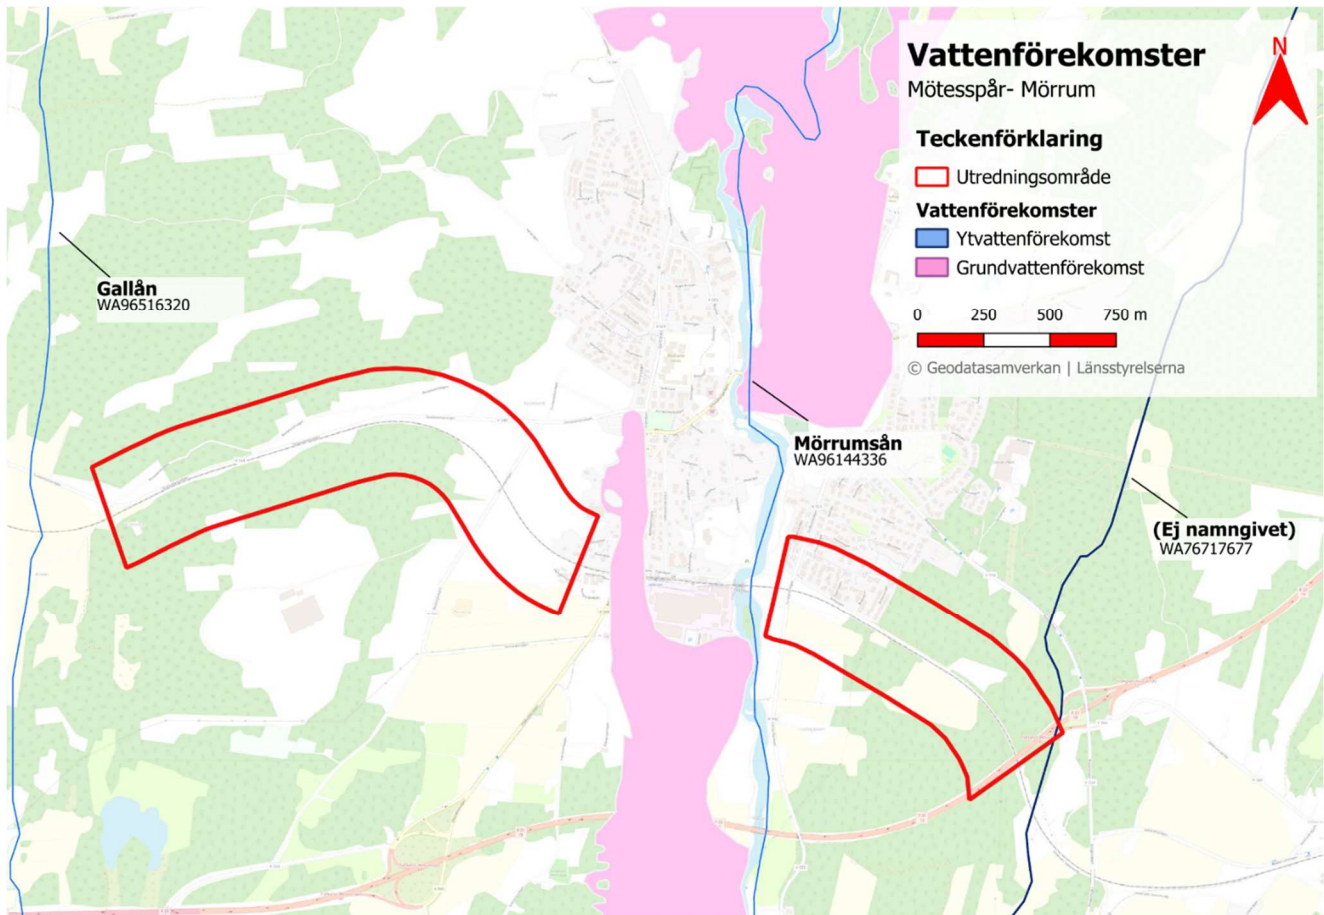 Vattenförekomster
Mötesspår- Mörrum
N
Teckenförklaring
Utredningsområde
Vattenförekomster
Ytvattenförekomst
Grundvattenförekomst
0 250 500 750 m
© Geodatasamverkan | Länsstyrelserna
Gallån
WA96516320
Mörrumsån
WA96144336
(Ej namngivet)
WA76717677